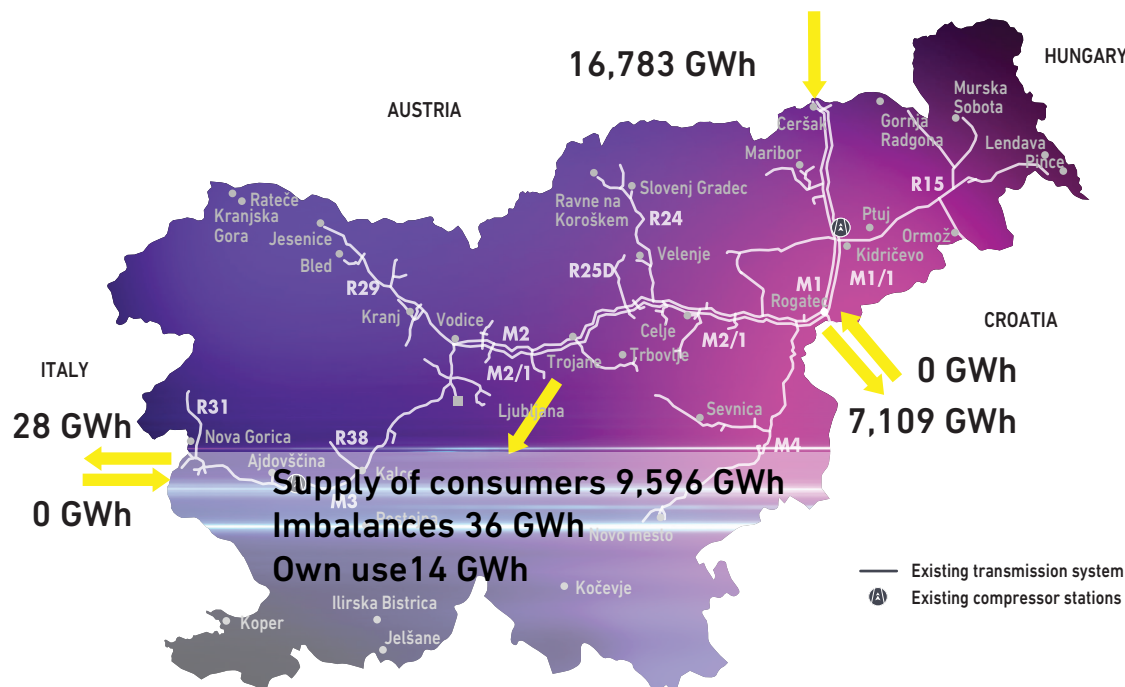 HUNGARY
16,783 GWh
AUSTRIA
Murska
Sobota
Ceršak
Gornja
Radgona
Lendava
Pince
Maribor
Slovenj Gradec
Ravne na
Koroškem
R15
Rateče
Kranjska
Gora
R24
Ptuj
Ormož
Jesenice
Bled
Velenje
Kidričevo
R25D
M1
M1/1
R29
Rogatec
Kranj
Vodice
M2
Celje
M2/1
CROATIA
M2/1
Trojane
Trbovlje
ITALY
0 GWh
R31
Ljubljana
Sevnica
7,109 GWh
28 GWh
Nova Gorica
R38
M4
Ajdovščina
Kalce
Supply of consumers 9,596 GWh
0 GWh
M3
Postojna
Imbalances 36 GWh
Novo mesto
Own use14 GWh
Existing transmission system
Kočevje
Existing compressor stations
Ilirska Bistrica
Koper
Jelšane